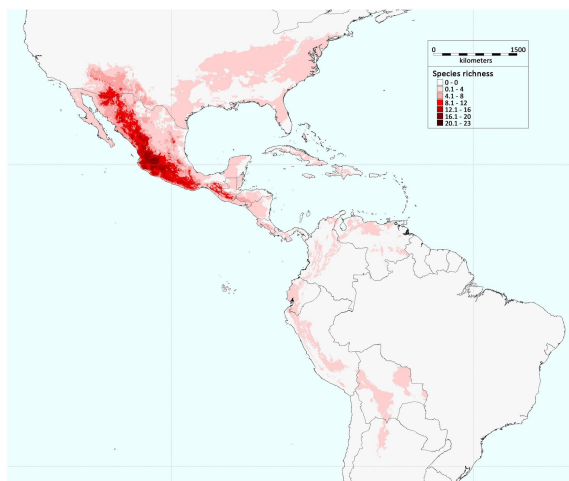 0 1500
kilometers
Species richness
0 - 0
0.1 - 4
4.1 - 8
8.1 - 12
12.1 - 16
16.1 - 20
20.1 - 23